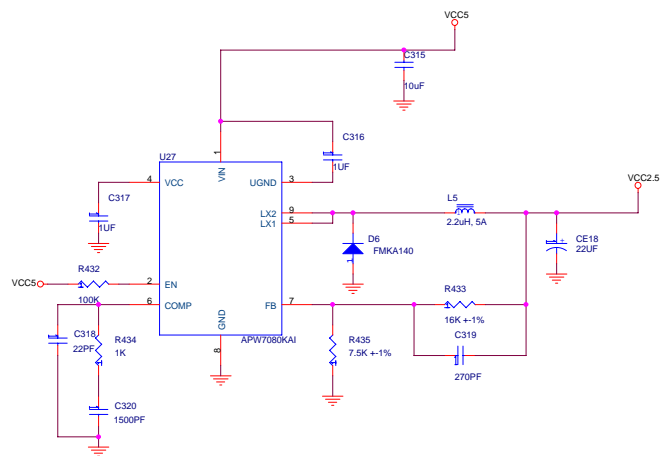 VCC5
C315
10uF
C316
1UF
U27
1
VIN
4
VCC
UGND
3
C317
1UF
LX2
9
LX1
5
L5
2.2uH, 5A
VCC2.5
D6
FMKA140
1
+
CE18
22UF
VCC5
R432
100K
2
EN
6
COMP
FB
7
R433
16K +-1%
C318
22PF
R434
1K
GND
8
APW7080KAI
R435
7.5K +-1%
C319
270PF
C320
1500PF